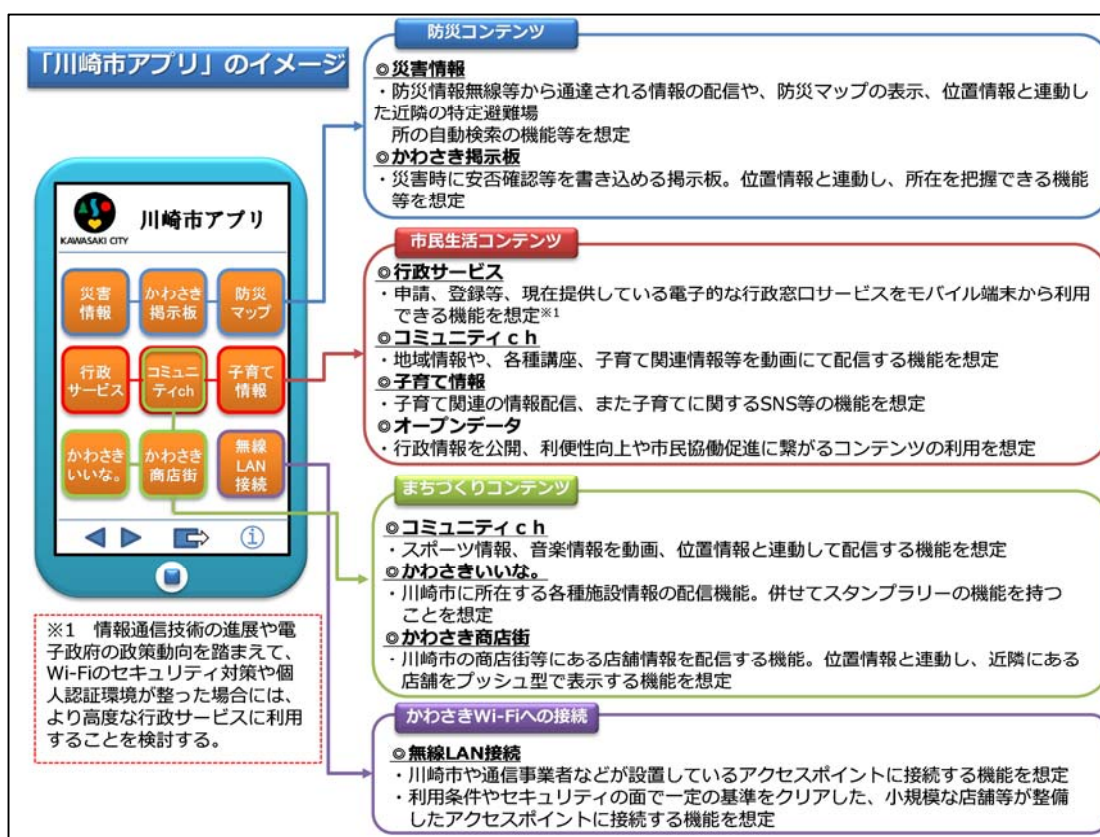 「川崎市アプリ」のイメージ
防災コンテンツ
◎災害情報
・防災情報無線等から通達される情報の配信や、防災マップの表示、位置情報と連動し
た近隣の特定避難場
所の自動検索の機能等を想定
◎かわさき掲示板
・災害時に安否確認等を書き込める掲示板。位置情報と連動し、所在を把握できる機能
等を想定
KAWASAKI CITY
川崎市アプリ
災害
情報
かわさき
掲示板
防災
マップ
行政
サービス
コミュニ
ティch
子育て
情報
かわさき
いいな。
かわさき
商店街
無線
LAN
接続
市民生活コンテンツ
◎行政サービス
・申請、登録等、現在提供している電子的な行政窓口サービスをモバイル端末から利用
できる機能を想定※1
◎コミュニティｃｈ
・地域情報や、各種講座、子育て関連情報等を動画にて配信する機能を想定
◎子育て情報
・子育て関連の情報配信、また子育てに関するSNS等の機能を想定
◎オープンデータ
・行政情報を公開、利便性向上や市民協働促進に繋がるコンテンツの利用を想定
まちづくりコンテンツ
◎コミュニティｃｈ
・スポーツ情報、音楽情報を動画、位置情報と連動して配信する機能を想定
◎かわさきいいな。
・川崎市に所在する各種施設情報の配信機能。併せてスタンプラリーの機能を持つ
ことを想定
◎かわさき商店街
・川崎市の商店街等にある店舗情報を配信する機能。位置情報と連動し、近隣にある
店舗をプッシュ型で表示する機能を想定
※1　情報通信技術の進展や電
子政府の政策動向を踏まえて、
Wi-Fiのセキュリティ対策や個
人認証環境が整った場合には、
より高度な行政サービスに利用
することを検討する。
かわさきWi-Fiへの接続
◎無線LAN接続
・川崎市や通信事業者などが設置しているアクセスポイントに接続する機能を想定
・利用条件やセキュリティの面で一定の基準をクリアした、小規模な店舗等が整備
したアクセスポイントに接続する機能を想定